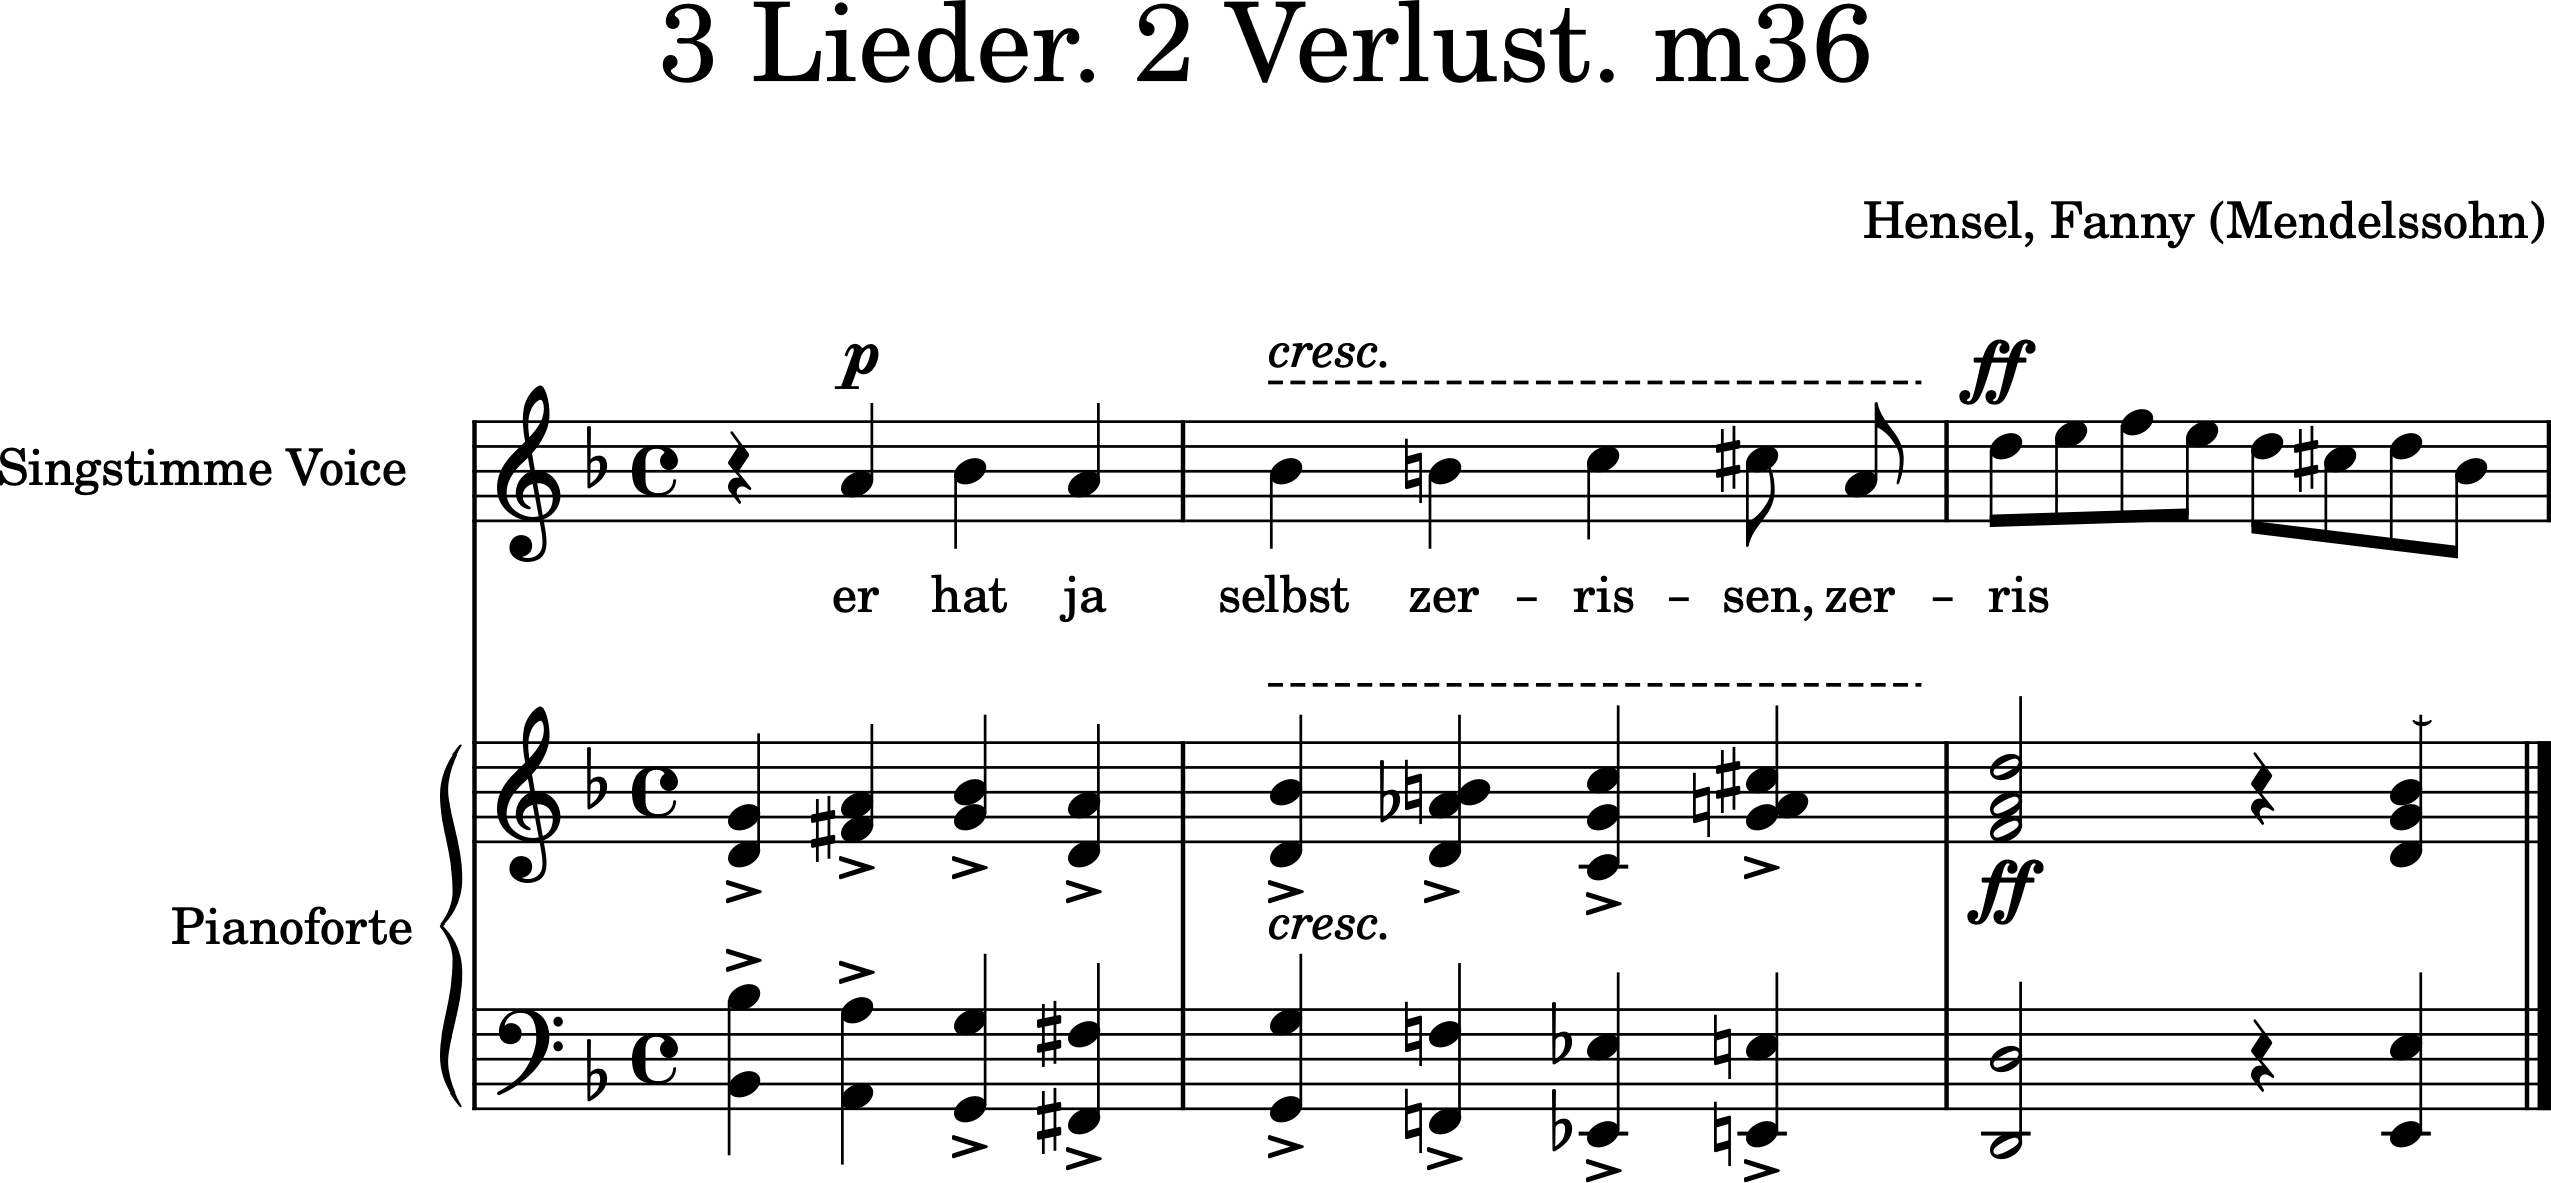 3 Lieder. 2 Verlust. m36
Hensel, Fanny (Mendelssohn)
p
cresc.
ff
Singstimme Voice
er hat ja selbst zer – ris – sen, zer – ris
ff
Pianoforte
cresc.